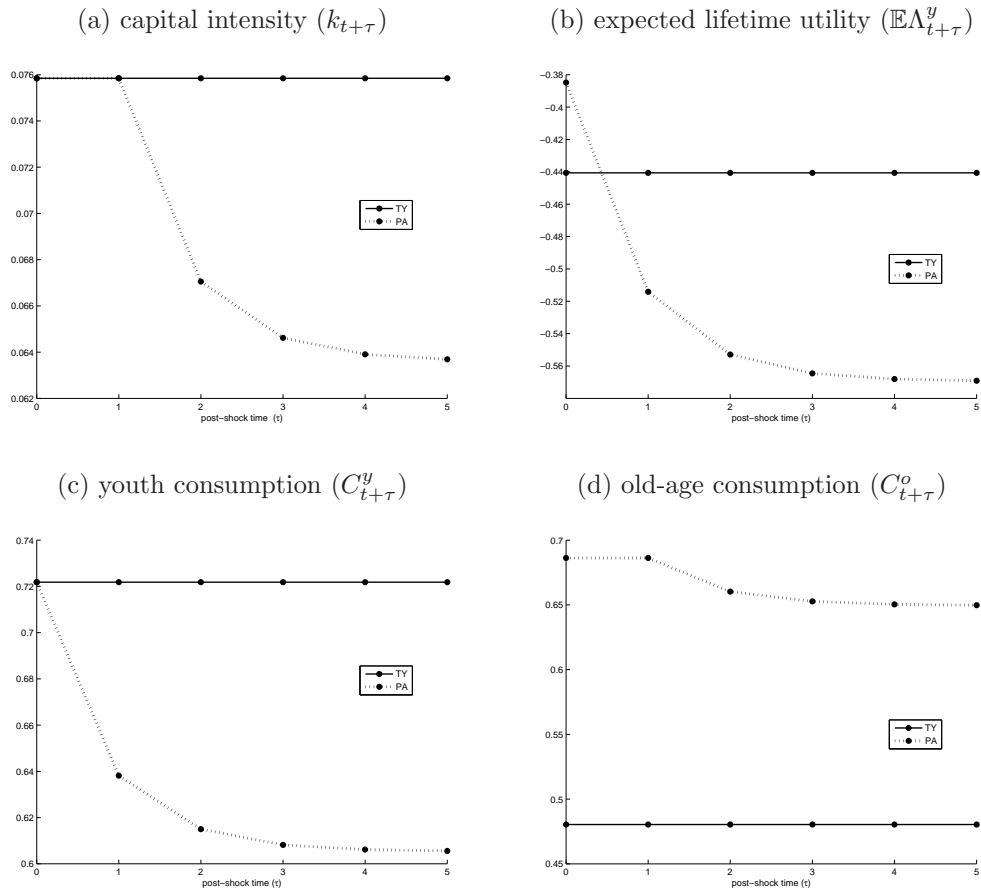 (a) capital intensity (k_{t+τ})
0.076
0.074
0.072
0.07
0.068
0.066
0.064
0.062
0 1 2 3 4 5
post−shock time (τ)
TY
PA
(b) expected lifetime utility (𝔼Λ^y_{t+τ})
−0.38
−0.4
−0.42
−0.44
−0.46
−0.48
−0.5
−0.52
−0.54
−0.56
0 1 2 3 4 5
post−shock time (τ)
TY
PA
(c) youth consumption (C^y_{t+τ})
0.74
0.72
0.7
0.68
0.66
0.64
0.62
0.6
0 1 2 3 4 5
post−shock time (τ)
TY
PA
(d) old-age consumption (C^o_{t+τ})
0.7
0.65
0.6
0.55
0.5
0.45
0 1 2 3 4 5
post−shock time (τ)
TY
PA